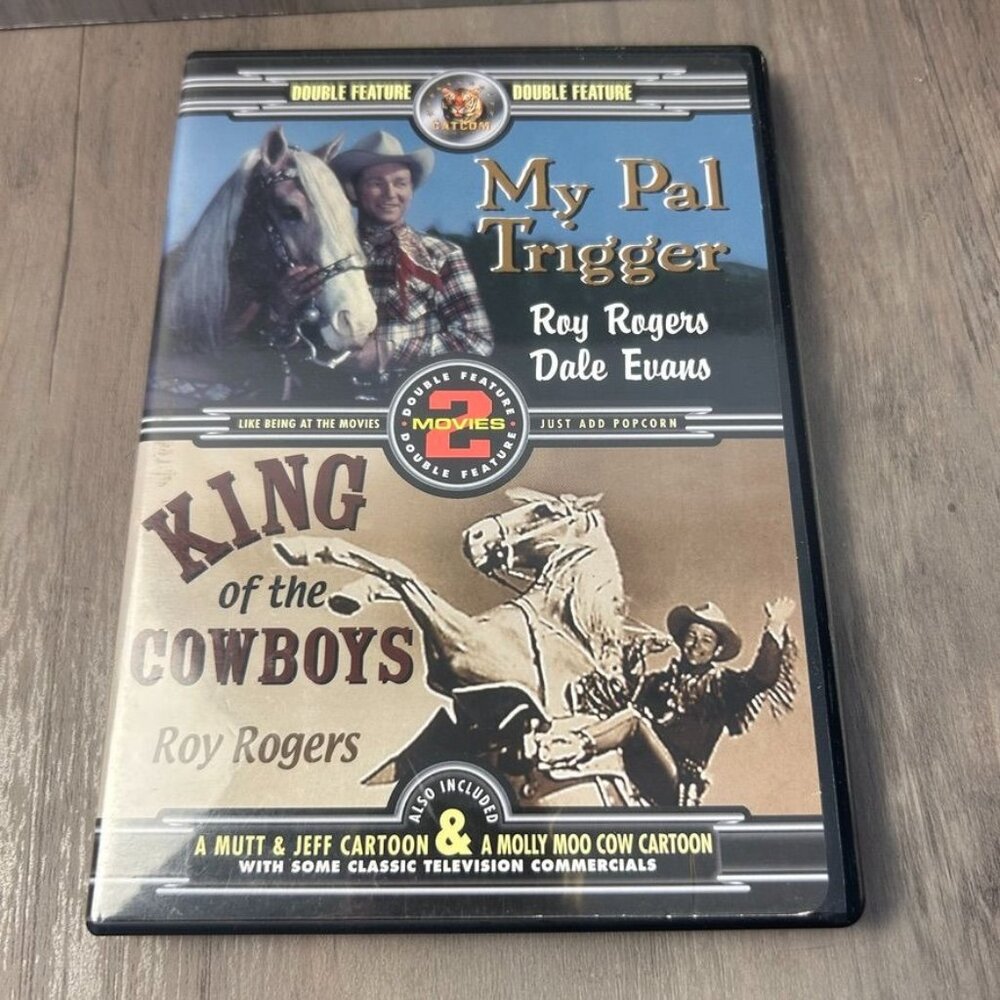 DOUBLE FEATURE DOUBLE FEATURE
CATCOM
My Pal
Trigger
Roy Rogers
Dale Evans
LIKE BEING AT THE MOVIES
DOUBLE FEATURE
2
MOVIES
DOUBLE FEATURE
JUST ADD POPCORN
KING
of the
COWBOYS
Roy Rogers
ALSO INCLUDED
A MUTT & JEFF CARTOON & A MOLLY MOO COW CARTOON
WITH SOME CLASSIC TELEVISION COMMERCIALS